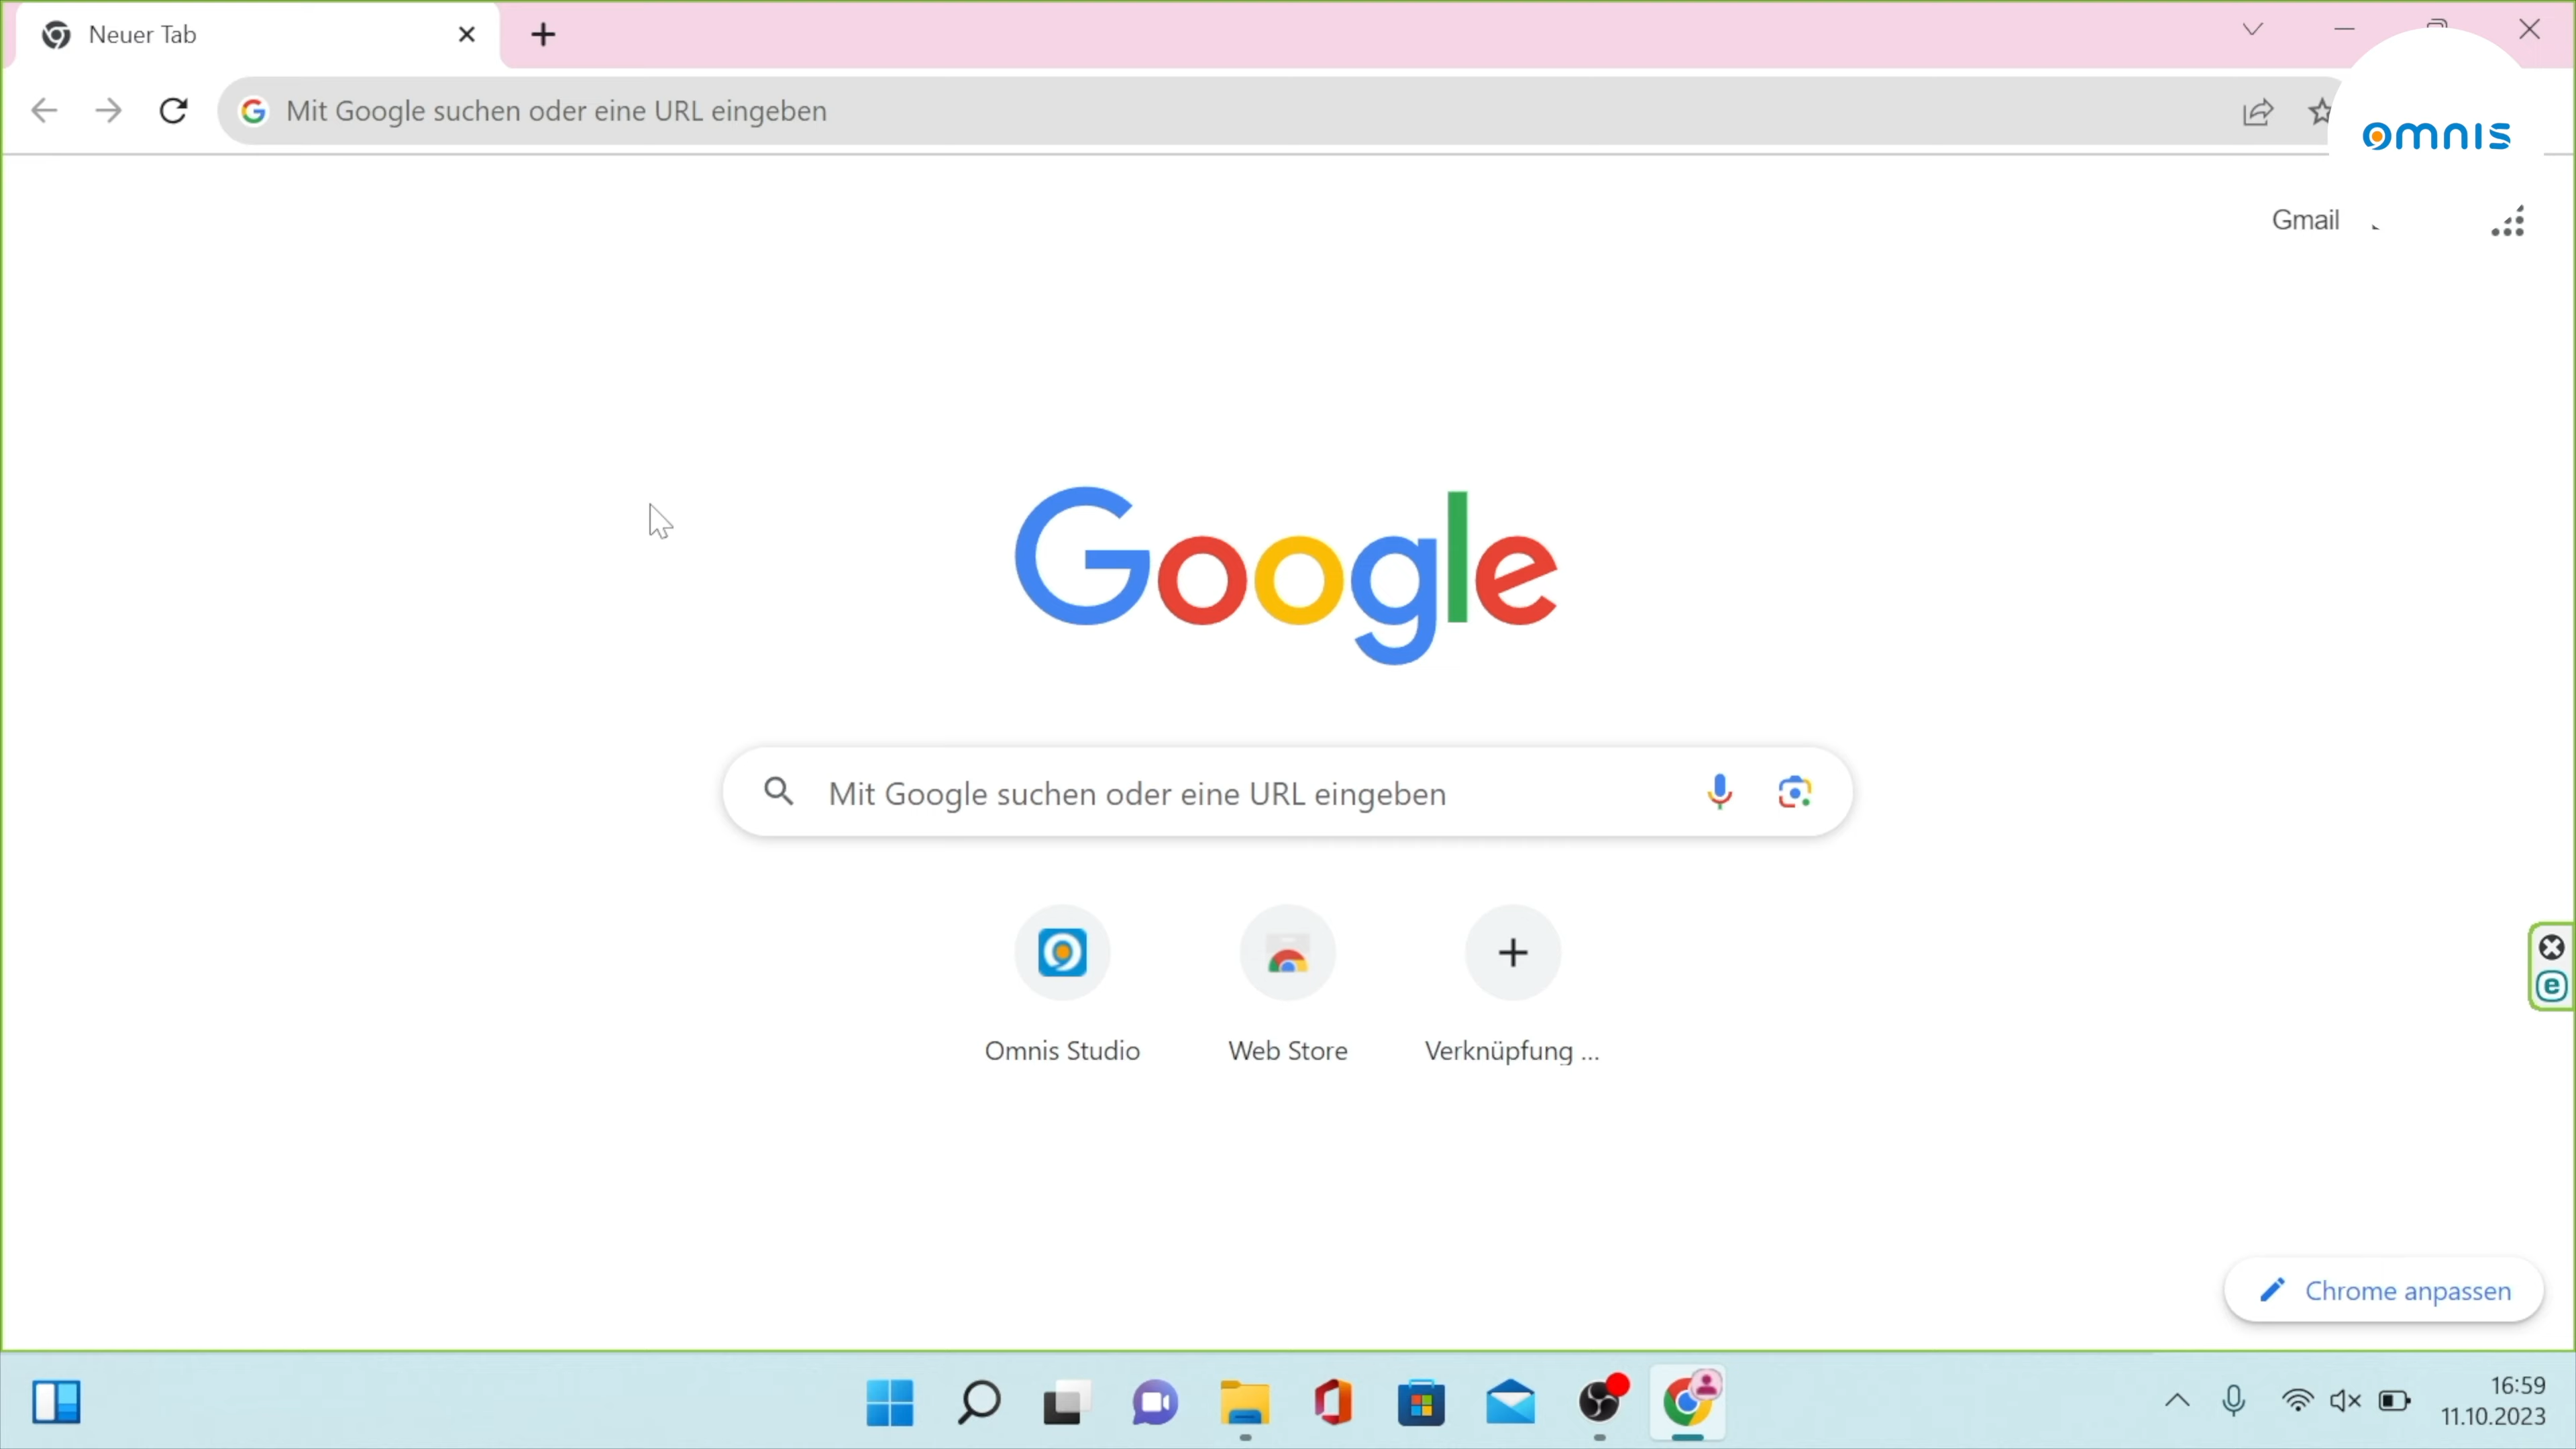 Neuer Tab
Mit Google suchen oder eine URL eingeben
omnis
Gmail
Google
Mit Google suchen oder eine URL eingeben
Omnis Studio
Web Store
Verknüpfung ...
Chrome anpassen
16:59
11.10.2023